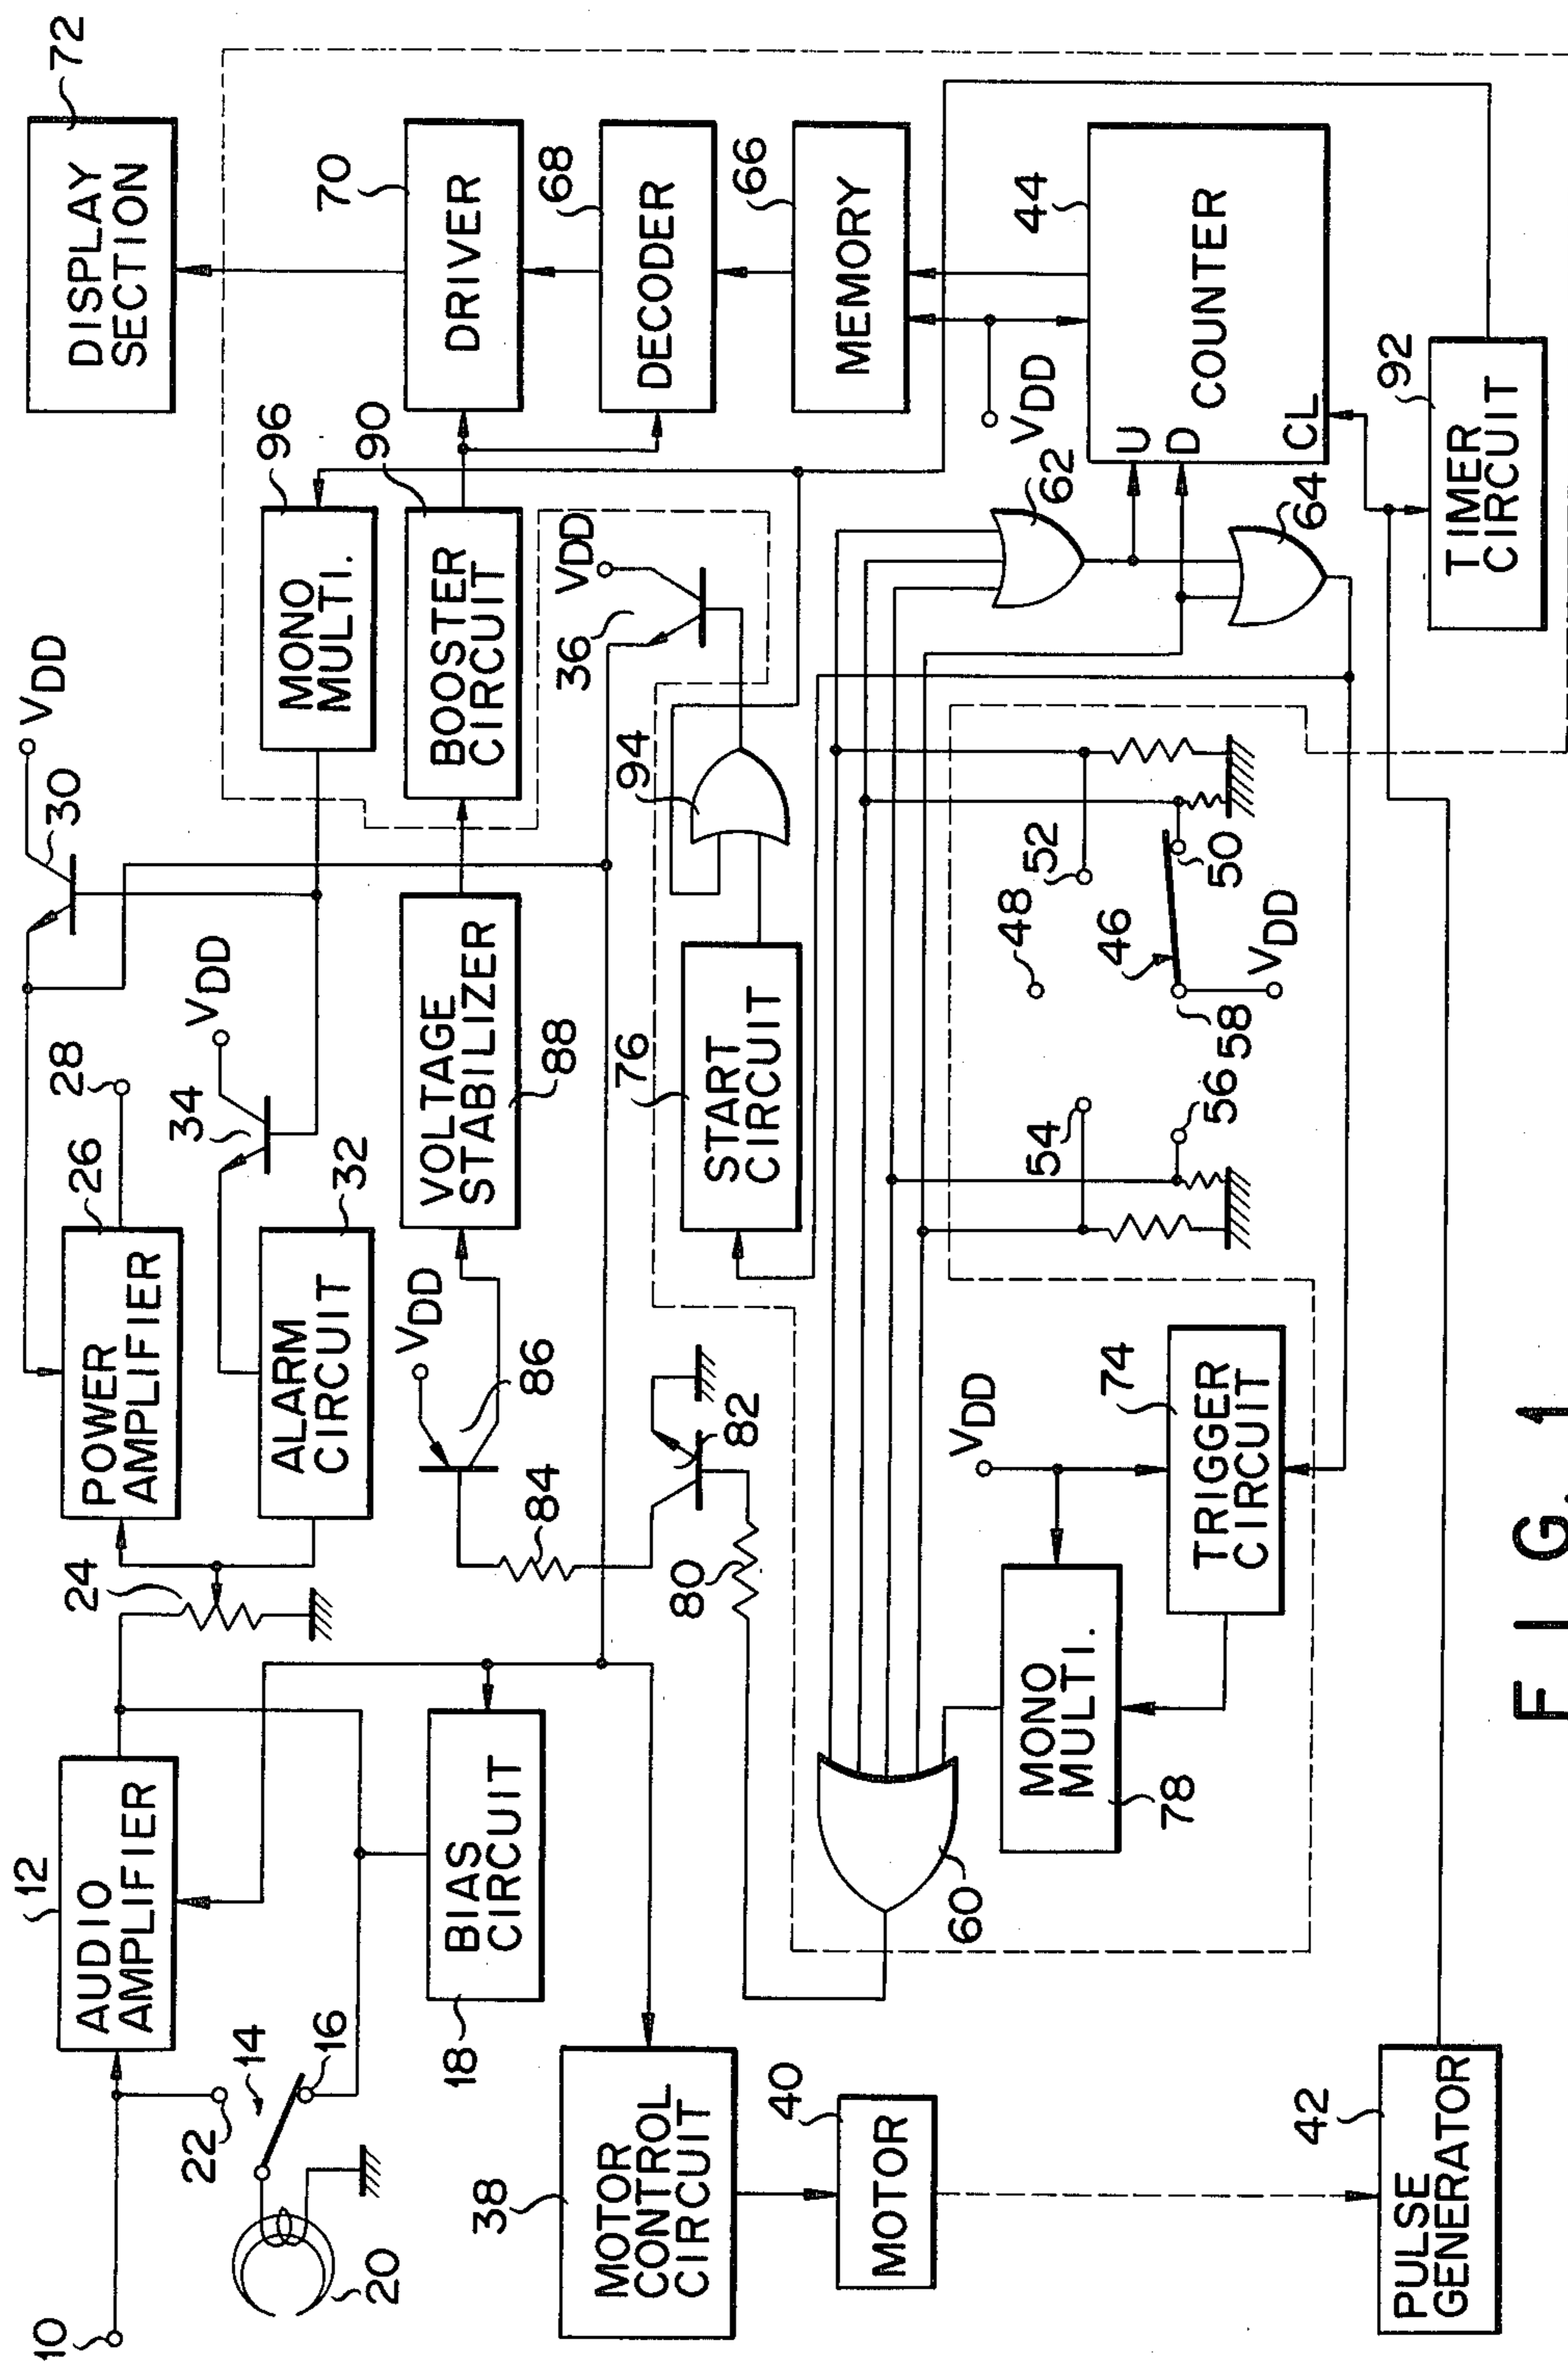 10
12
AUDIO
AMPLIFIER
22
14
16
20
18
BIAS
CIRCUIT
24
26
POWER
AMPLIFIER
28
30
VDD
32
ALARM
CIRCUIT
34
VDD
72
DISPLAY
SECTION
96
MONO
MULTI.
70
DRIVER
90
BOOSTER
CIRCUIT
88
VOLTAGE
STABILIZER
86
VDD
84
82
80
36
VDD
68
DECODER
66
MEMORY
VDD
44
COUNTER
U
D
CL
62
64
92
TIMER
CIRCUIT
94
76
START
CIRCUIT
48
52
50
46
58
VDD
54
56
38
MOTOR
CONTROL
CIRCUIT
40
MOTOR
42
PULSE
GENERATOR
60
78
MONO
MULTI.
74
TRIGGER
CIRCUIT
VDD
FIG. 1